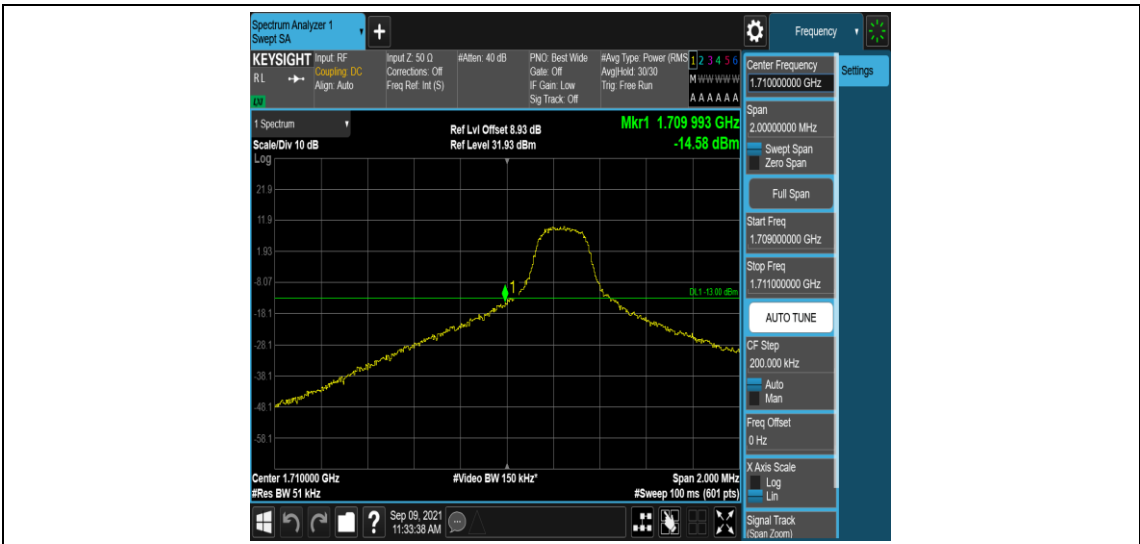 Spectrum Analyzer 1
Swept SA
Frequency
KEYSIGHT
RL
LNI
Input: RF
Coupling: DC
Align: Auto
Input Z: 50 Ω
Corrections: Off
Freq Ref: Int (S)
#Atten: 40 dB
PNO: Best Wide
Gate: Off
IF Gain: Low
Sig Track: Off
#Avg Type: Power (RMS
Avg|Hold: 30/30
Trig: Free Run
1 2 3 4 5 6
M W W W W W
A A A A A A
1 Spectrum
Scale/Div 10 dB
Log
Ref Lvl Offset 8.93 dB
Ref Level 31.93 dBm
Mkr1 1.709 993 GHz
-14.58 dBm
21.9
11.9
1.93
-8.07
-18.1
-28.1
-38.1
-48.1
-58.1
1
DL1 -13.00 dBm
Center 1.710000 GHz
#Res BW 51 kHz
#Video BW 150 kHz*
Span 2.000 MHz
#Sweep 100 ms (601 pts)
?
Sep 09, 2021
11:33:38 AM
Center Frequency
1.710000000 GHz
Settings
Span
2.00000000 MHz
Swept Span
Zero Span
Full Span
Start Freq
1.709000000 GHz
Stop Freq
1.711000000 GHz
AUTO TUNE
CF Step
200.000 kHz
Auto
Man
Freq Offset
0 Hz
X Axis Scale
Log
Lin
Signal Track
(Span Zoom)